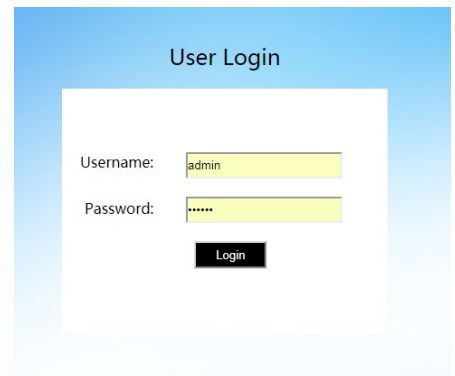 User Login
Username: admin
Password: ••••••
Login